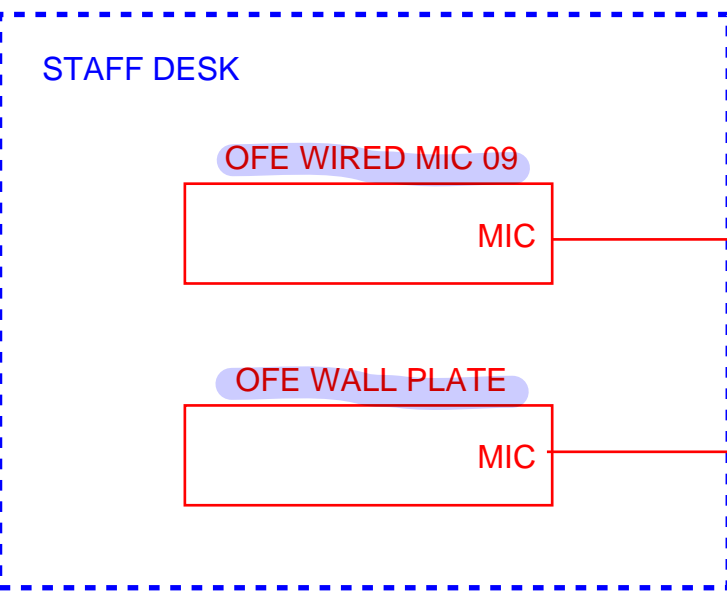 STAFF DESK
OFE WIRED MIC 09
MIC
OFE WALL PLATE
MIC